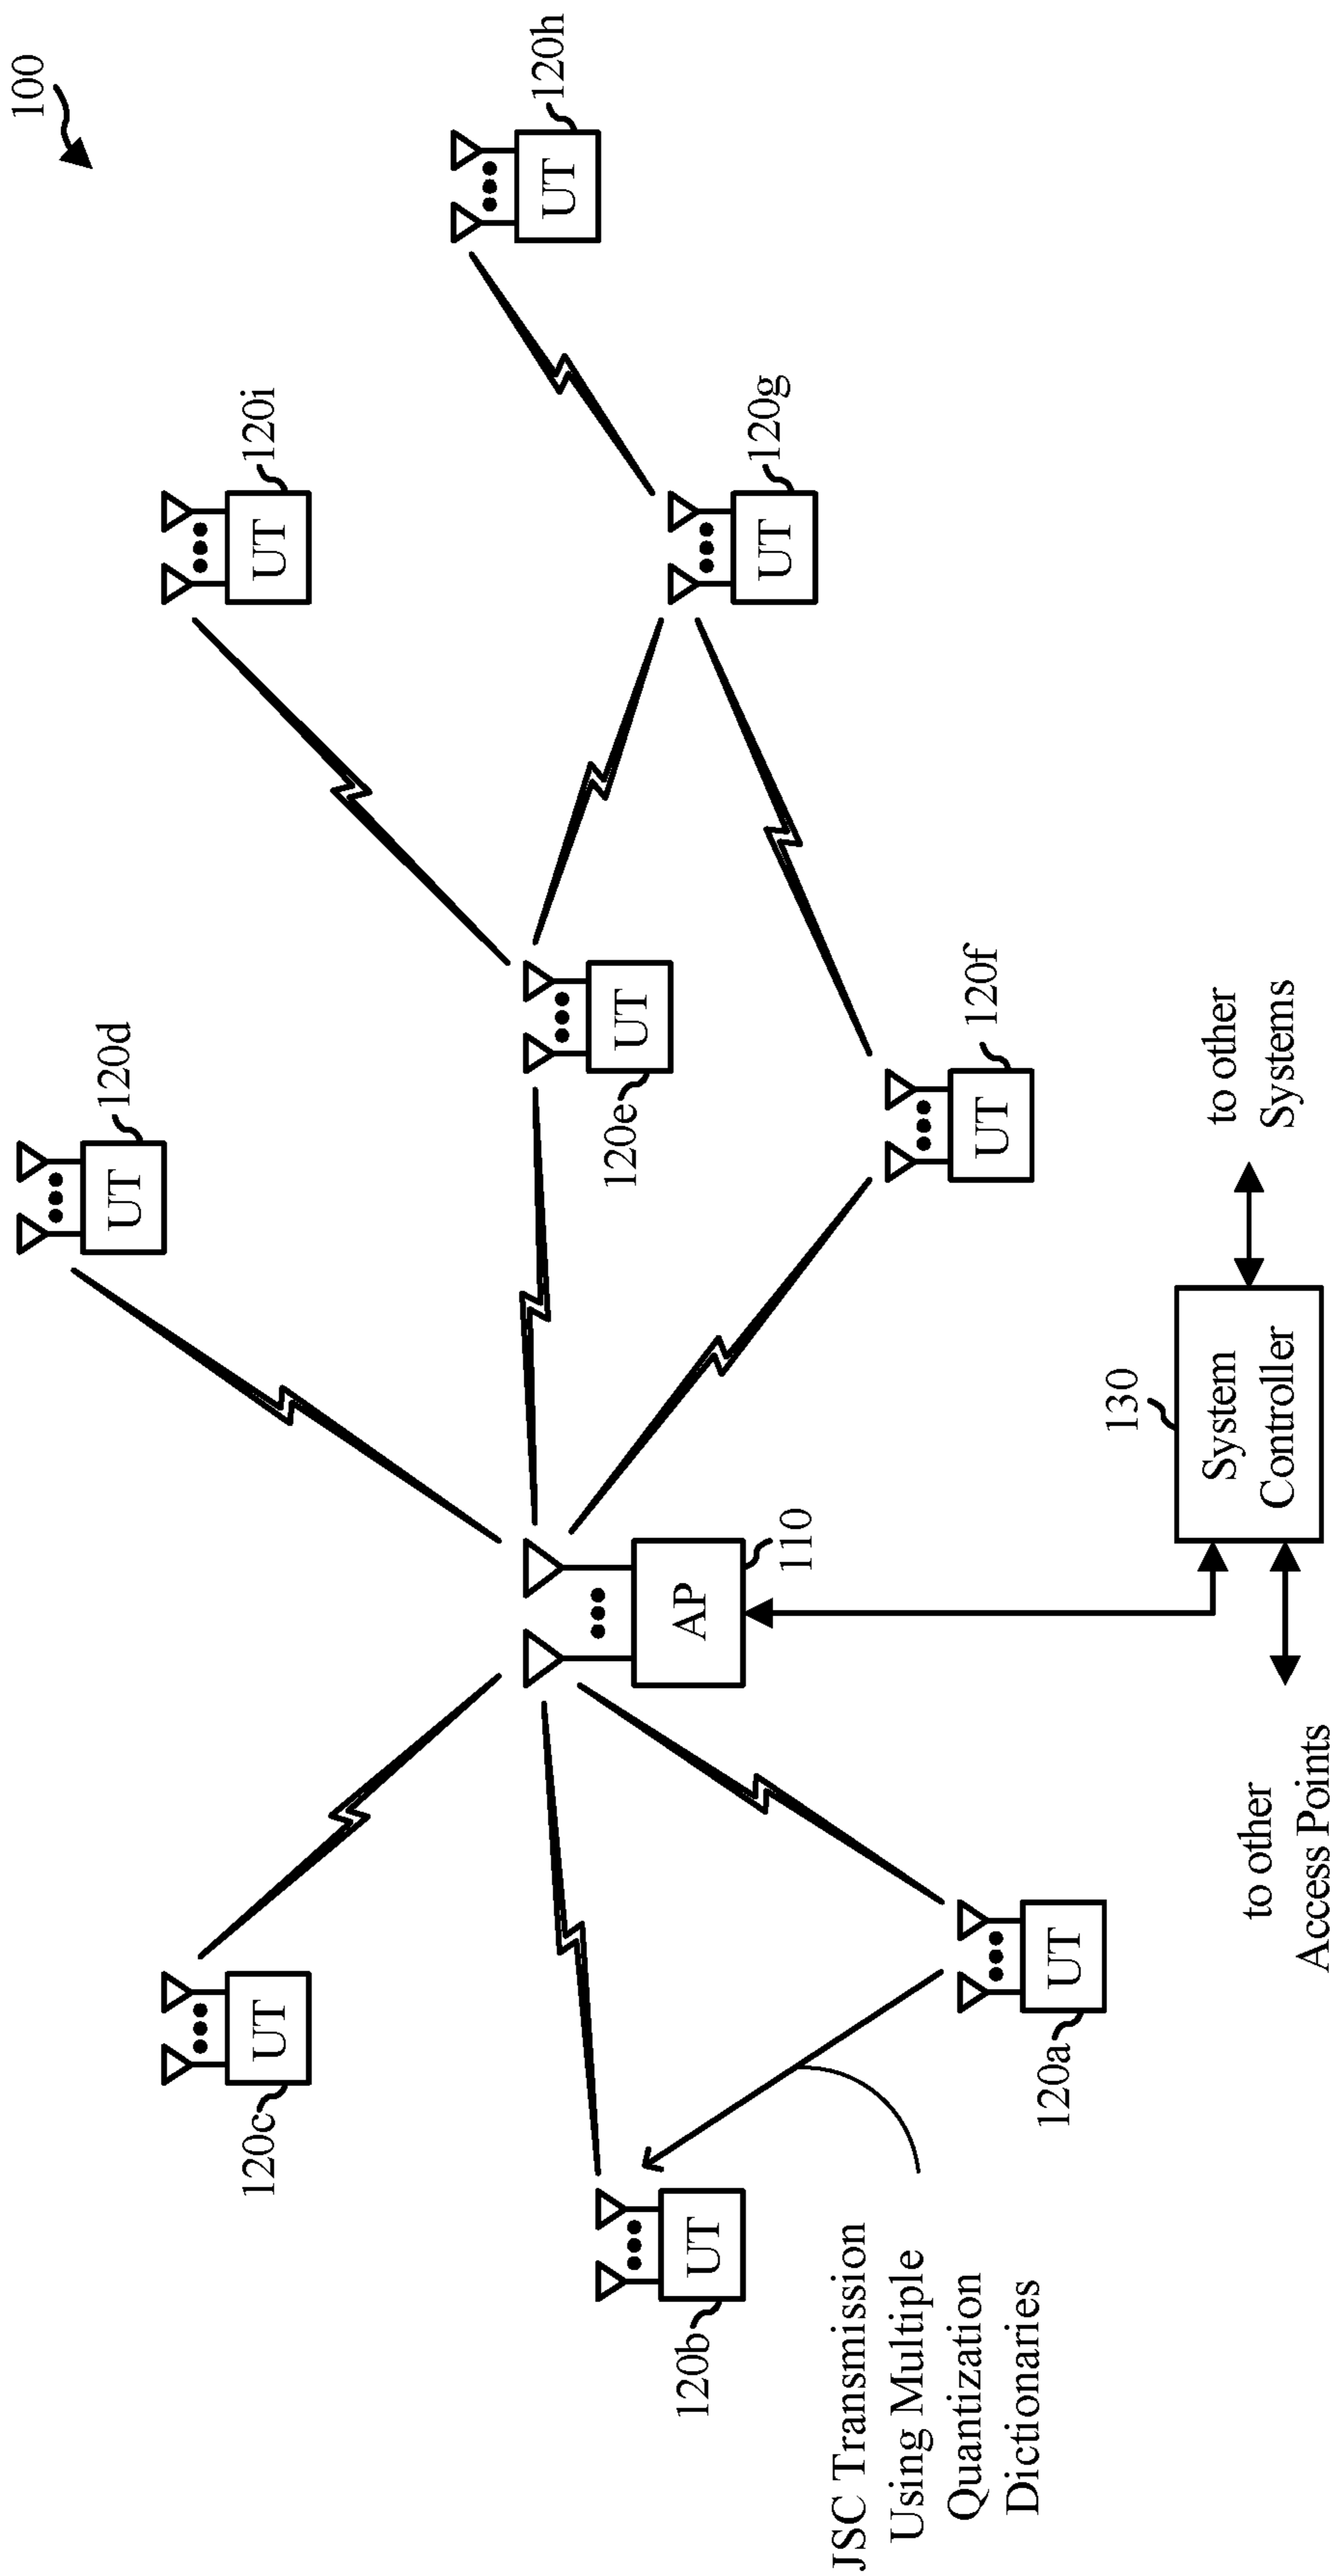 100
120d
UT
120c
UT
120i
UT
120h
UT
120b
UT
AP
110
120e
UT
120g
UT
JSC Transmission
Using Multiple
Quantization
Dictionaries
120a
UT
120f
UT
130
System
Controller
to other
Access Points
to other
Systems